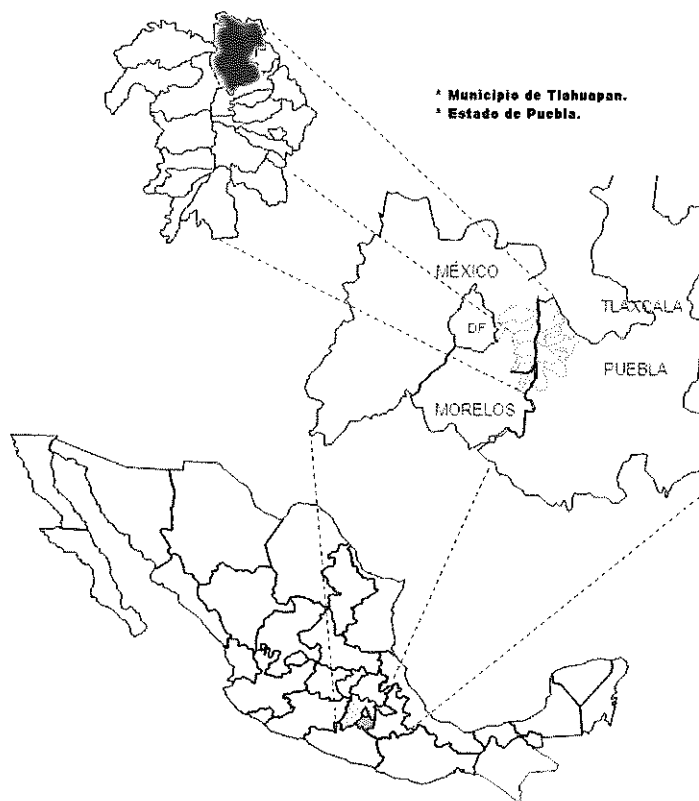 * Municipio de Tlahuapan.
* Estado de Puebla.
MÉXICO
DF
TLAXCALA
PUEBLA
MORELOS